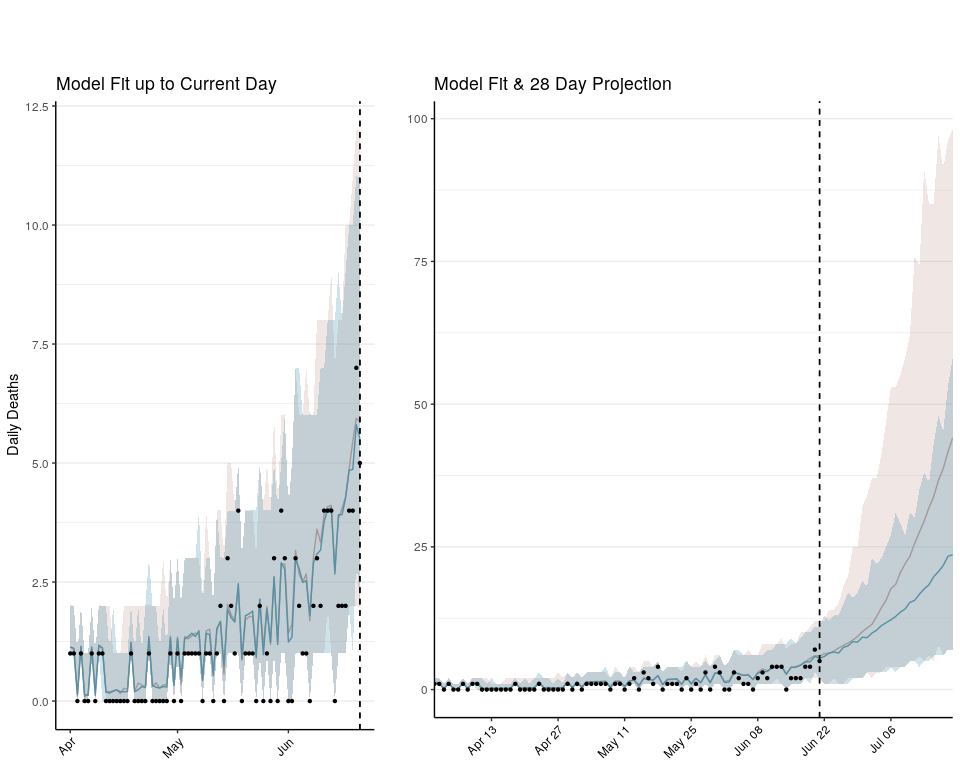 Model Fit up to Current Day
Daily Deaths
12.5
10.0
7.5
5.0
2.5
0.0
Apr
May
Jun
Model Fit & 28 Day Projection
100
75
50
25
0
Apr 13
Apr 27
May 11
May 25
Jun 08
Jun 22
Jul 06